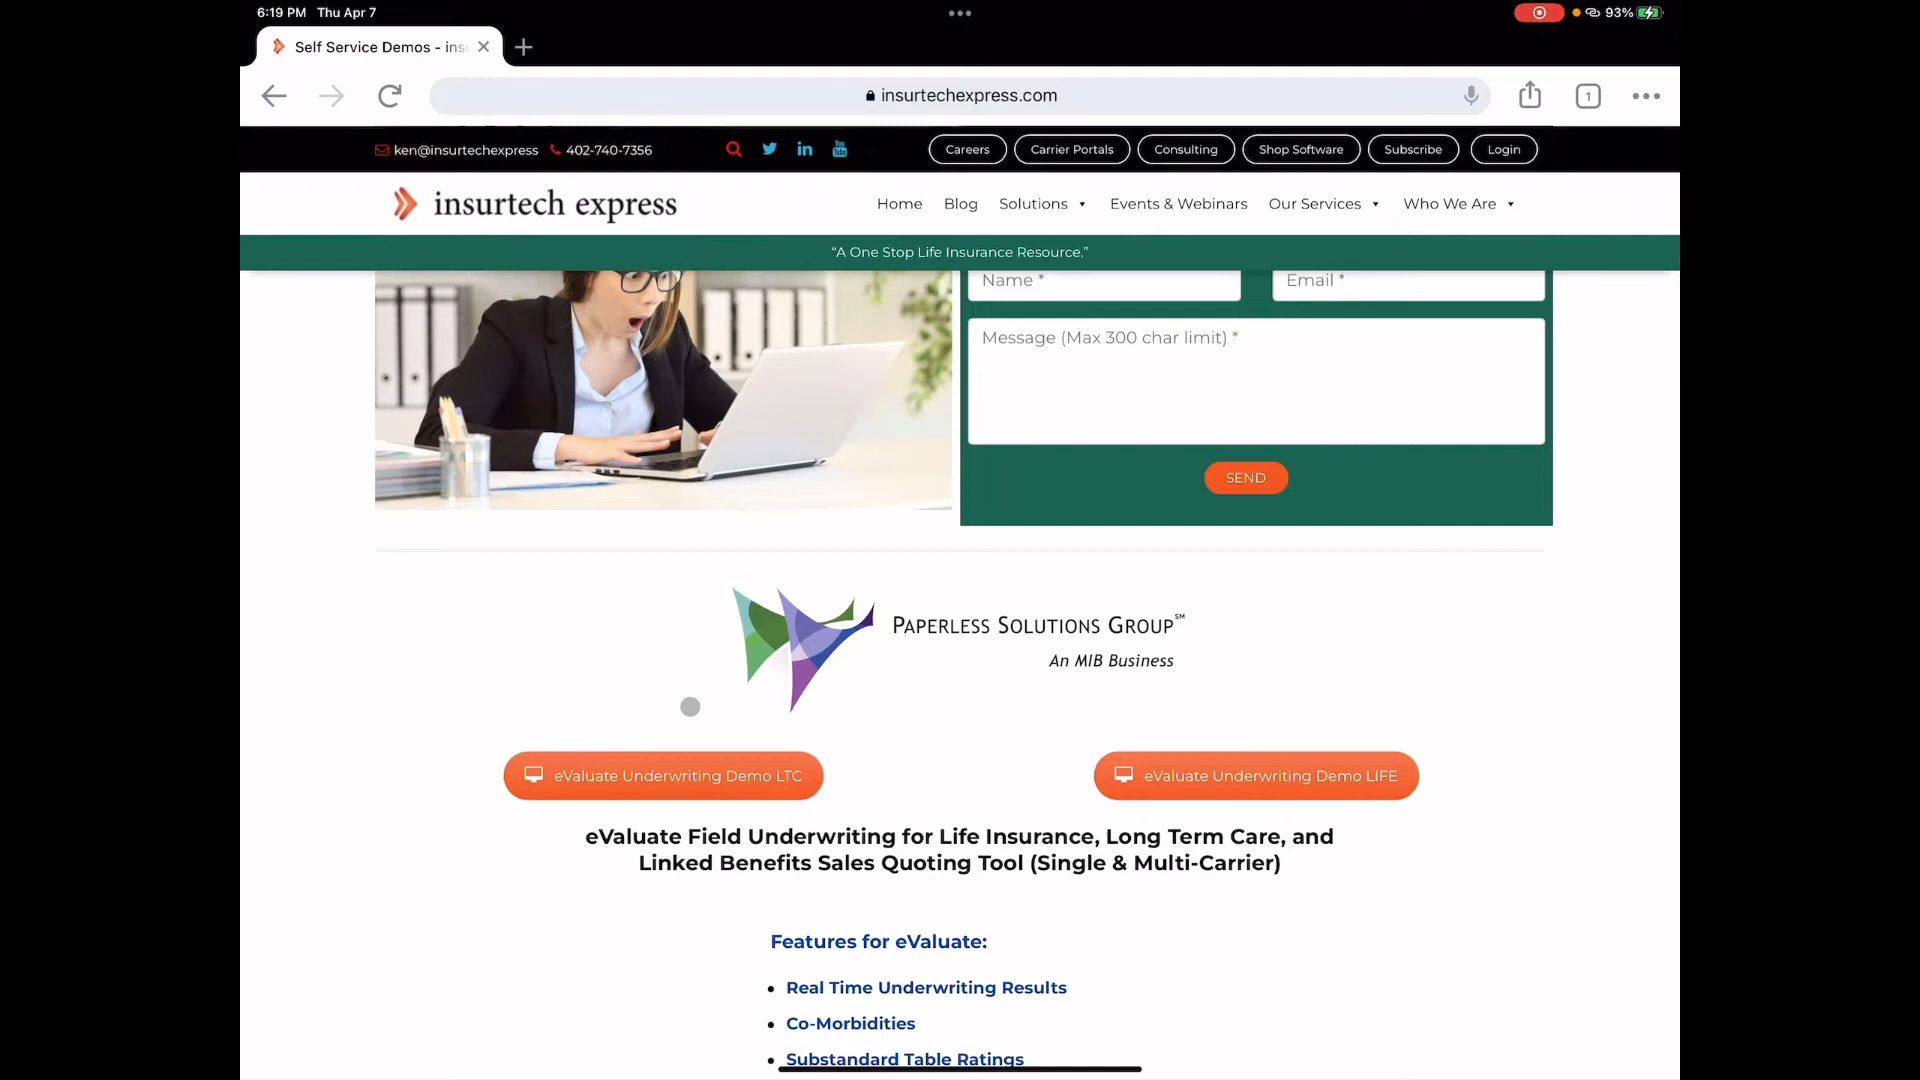 6:19 PM Thu Apr 7
93%
Self Service Demos - ins
insurtechexpress.com
1
ken@insurtechexpress 402-740-7356
You Tube
Careers Carrier Portals Consulting Shop Software Subscribe Login
insurtech express
Home Blog Solutions Events & Webinars Our Services Who We Are
“A One Stop Life Insurance Resource.”
Name * Email *
Message (Max 300 char limit) *
SEND
PAPERLESS SOLUTIONS GROUP℠
An MIB Business
eValuate Underwriting Demo LTC eValuate Underwriting Demo LIFE
eValuate Field Underwriting for Life Insurance, Long Term Care, and
Linked Benefits Sales Quoting Tool (Single & Multi-Carrier)
Features for eValuate:
Real Time Underwriting Results
Co-Morbidities
Substandard Table Ratings